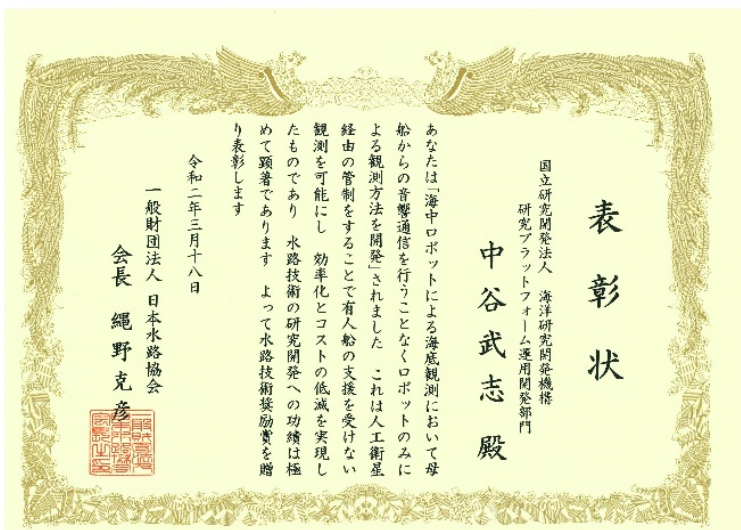 表彰状
国立研究開発法人 海洋研究開発機構
研究プラットフォーム運用開発部門
中谷武志 殿
あなたは「海中ロボットによる海底観測において母
船からの音響通信を行うことなくロボットのみに
よる観測方法を開発」されました これは人工衛星
経由の管制をすることで有人船の支援を受けない
観測を可能にし 効率化とコストの低減を実現し
たものであり 水路技術の研究開発への功績は極
めて顕著であります よって水路技術奨励賞を贈
り表彰します
令和二年三月十八日
一般財団法人 日本水路協会
会長 縄野克彦